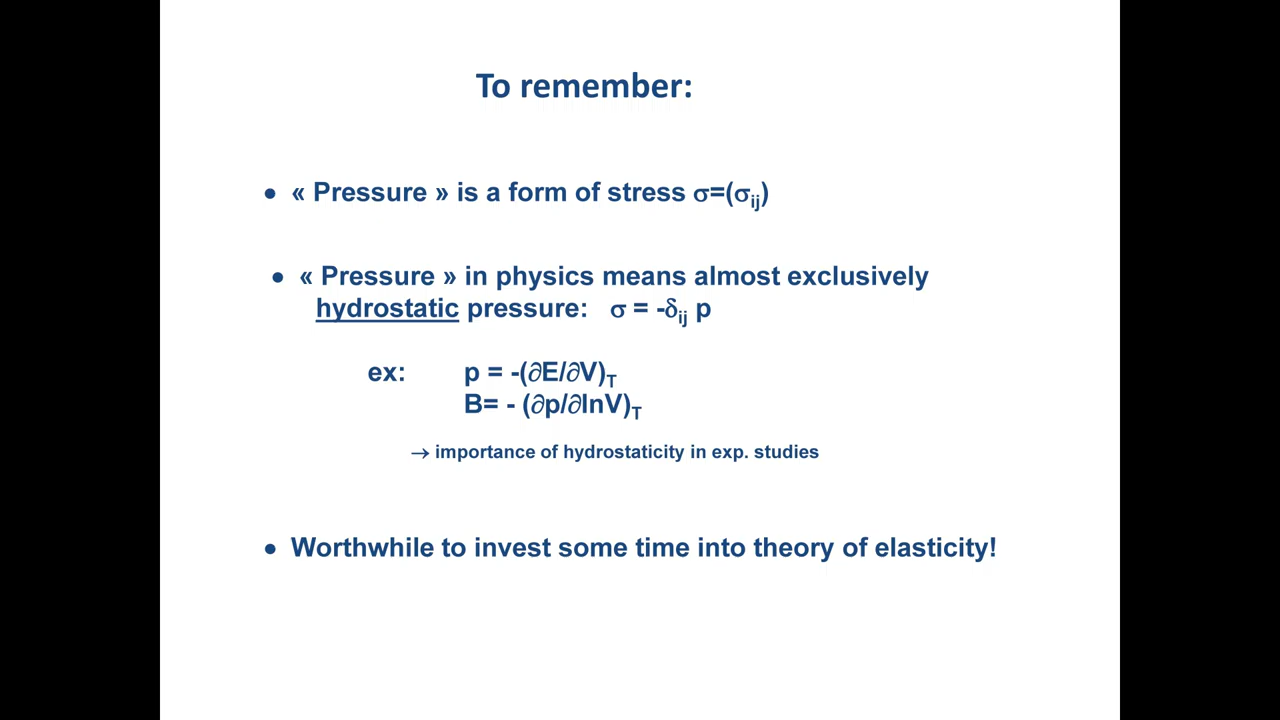 To remember:
● « Pressure » is a form of stress σ=(σij)
● « Pressure » in physics means almost exclusively
hydrostatic pressure: σ = -δij p
ex: p = -(∂E/∂V)T
B= - (∂p/∂lnV)T
→ importance of hydrostaticity in exp. studies
● Worthwhile to invest some time into theory of elasticity!